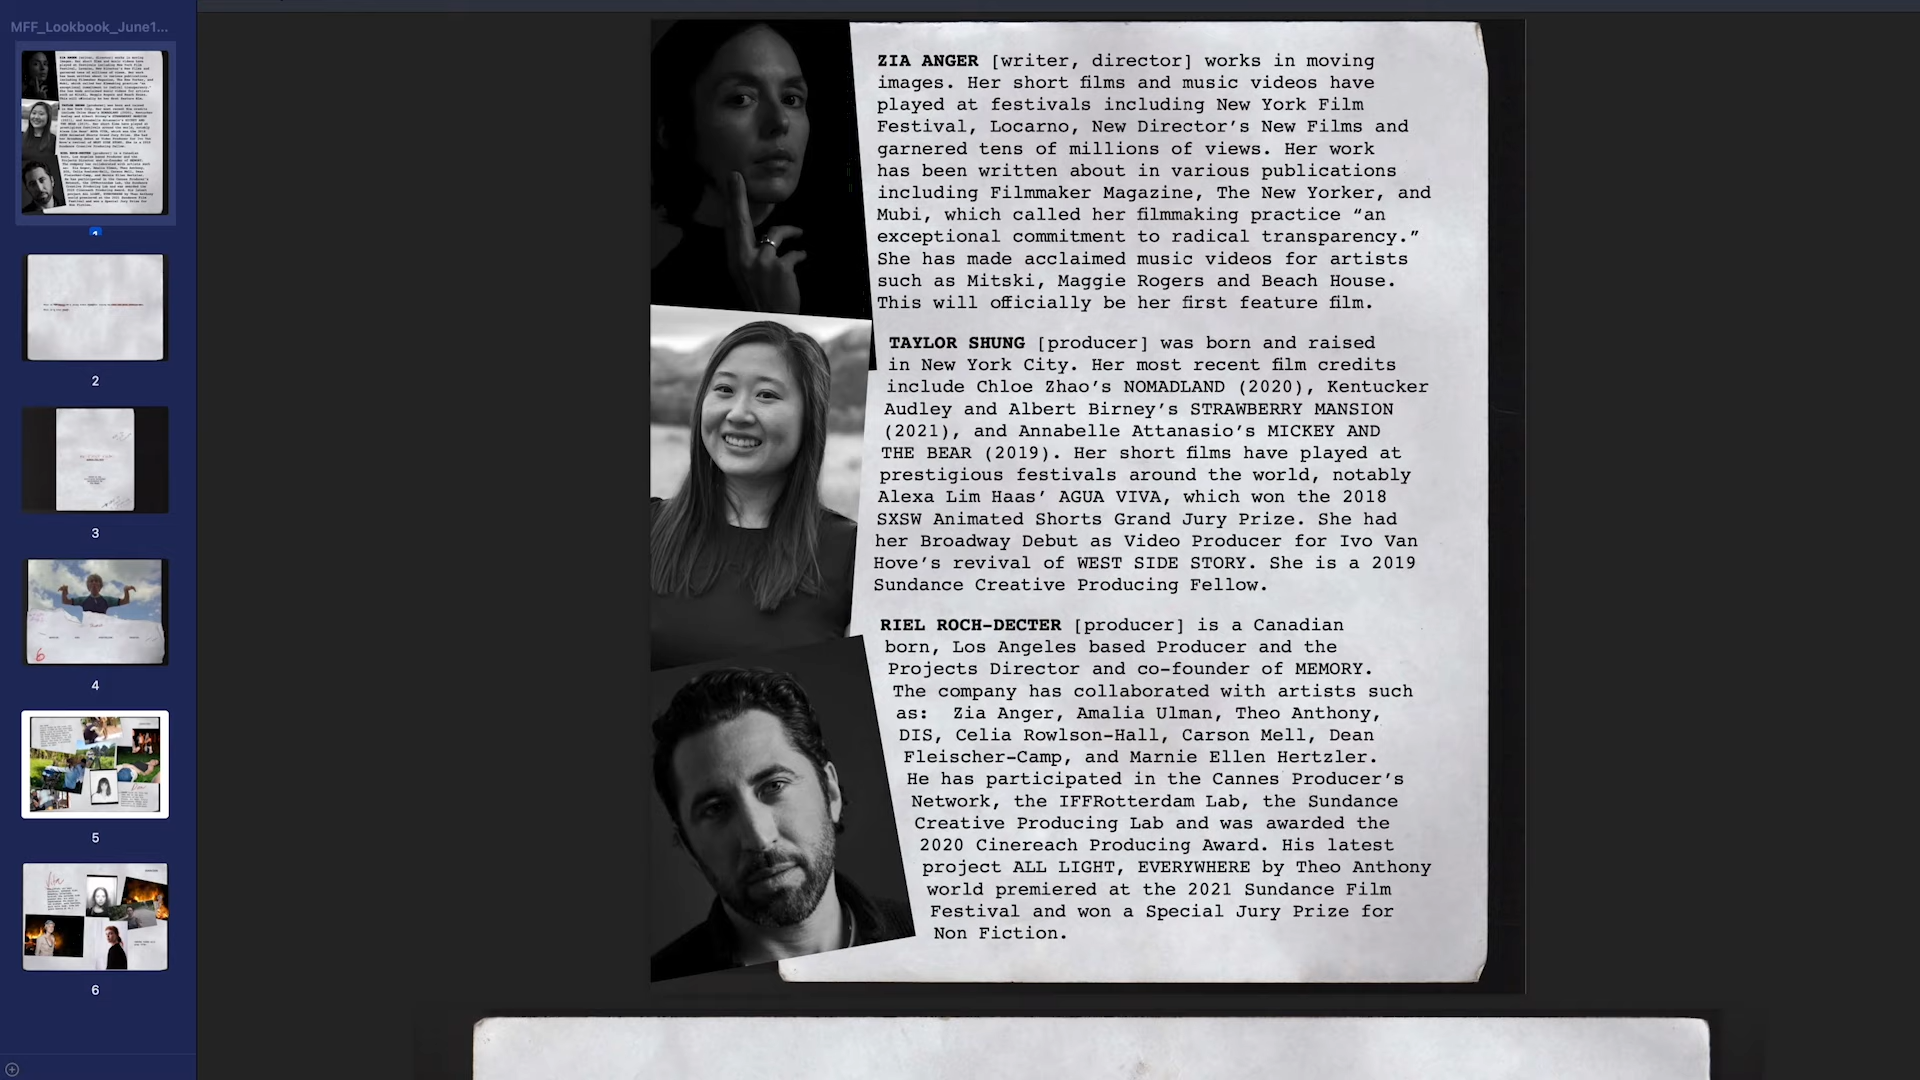 MFF_Lookbook_June1...
1
2
3
4
5
6
ZIA ANGER [writer, director] works in moving
images. Her short films and music videos have
played at festivals including New York Film
Festival, Locarno, New Director’s New Films and
garnered tens of millions of views. Her work
has been written about in various publications
including Filmmaker Magazine, The New Yorker, and
Mubi, which called her filmmaking practice “an
exceptional commitment to radical transparency.”
She has made acclaimed music videos for artists
such as Mitski, Maggie Rogers and Beach House.
This will officially be her first feature film.
TAYLOR SHUNG [producer] was born and raised
in New York City. Her most recent film credits
include Chloe Zhao’s NOMADLAND (2020), Kentucker
Audley and Albert Birney’s STRAWBERRY MANSION
(2021), and Annabelle Attanasio’s MICKEY AND
THE BEAR (2019). Her short films have played at
prestigious festivals around the world, notably
Alexa Lim Haas’ AGUA VIVA, which won the 2018
SXSW Animated Shorts Grand Jury Prize. She had
her Broadway Debut as Video Producer for Ivo Van
Hove’s revival of WEST SIDE STORY. She is a 2019
Sundance Creative Producing Fellow.
RIEL ROCH-DECTER [producer] is a Canadian
born, Los Angeles based Producer and the
Projects Director and co-founder of MEMORY.
The company has collaborated with artists such
as: Zia Anger, Amalia Ulman, Theo Anthony,
DIS, Celia Rowlson-Hall, Carson Mell, Dean
Fleischer-Camp, and Marnie Ellen Hertzler.
He has participated in the Cannes Producer’s
Network, the IFFRotterdam Lab, the Sundance
Creative Producing Lab and was awarded the
2020 Cinereach Producing Award. His latest
project ALL LIGHT, EVERYWHERE by Theo Anthony
world premiered at the 2021 Sundance Film
Festival and won a Special Jury Prize for
Non Fiction.